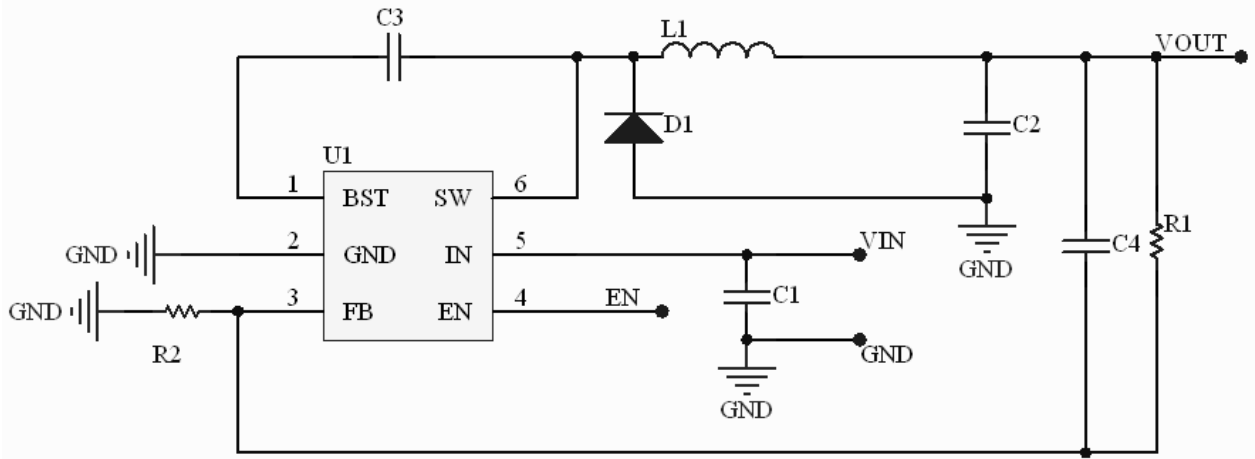 C3
L1
VOUT
D1
C2
U1
1 BST SW 6
GND 2 GND IN 5 VIN
GND
C4 R1
GND 3 FB EN 4 EN
C1
R2
GND
GND